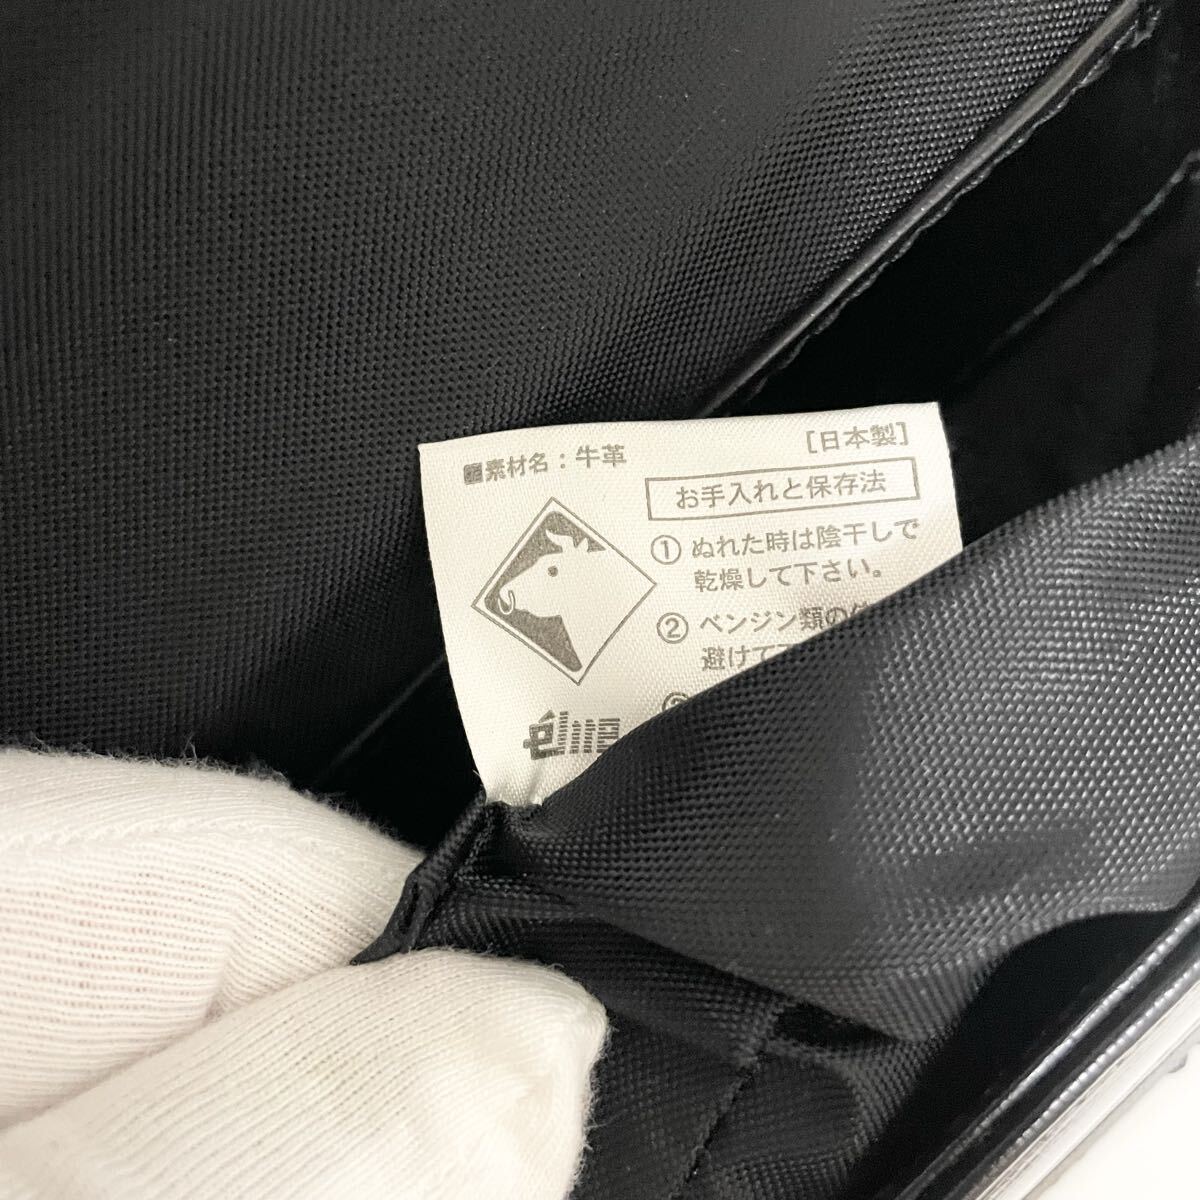 素材名：牛革
［日本製］
お手入れと保存法
① ぬれた時は陰干しで
乾燥して下さい。
② ベンジン類の
避けて